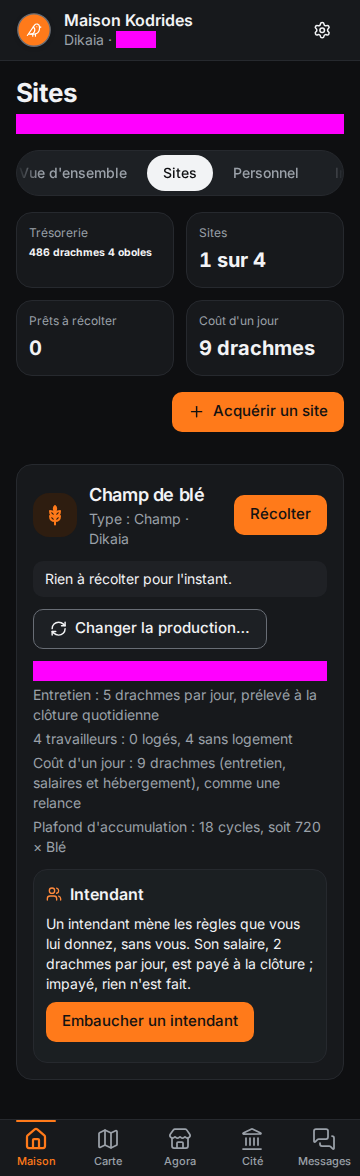 Maison Kodrides
Dikaia ·
Sites
Vue d'ensemble
Sites
Personnel
Trésorerie
486 drachmes 4 oboles
Sites
1 sur 4
Prêts à récolter
0
Coût d'un jour
9 drachmes
Acquérir un site
Champ de blé
Type : Champ ·
Dikaia
Récolter
Rien à récolter pour l'instant.
Changer la production...
Entretien : 5 drachmes par jour, prélevé à la
clôture quotidienne
4 travailleurs : 0 logés, 4 sans logement
Coût d'un jour : 9 drachmes (entretien,
salaires et hébergement), comme une
relance
Plafond d'accumulation : 18 cycles, soit 720
× Blé
Intendant
Un intendant mène les règles que vous
lui donnez, sans vous. Son salaire, 2
drachmes par jour, est payé à la clôture ;
impayé, rien n'est fait.
Embaucher un intendant
Maison
Carte
Agora
Cité
Messages